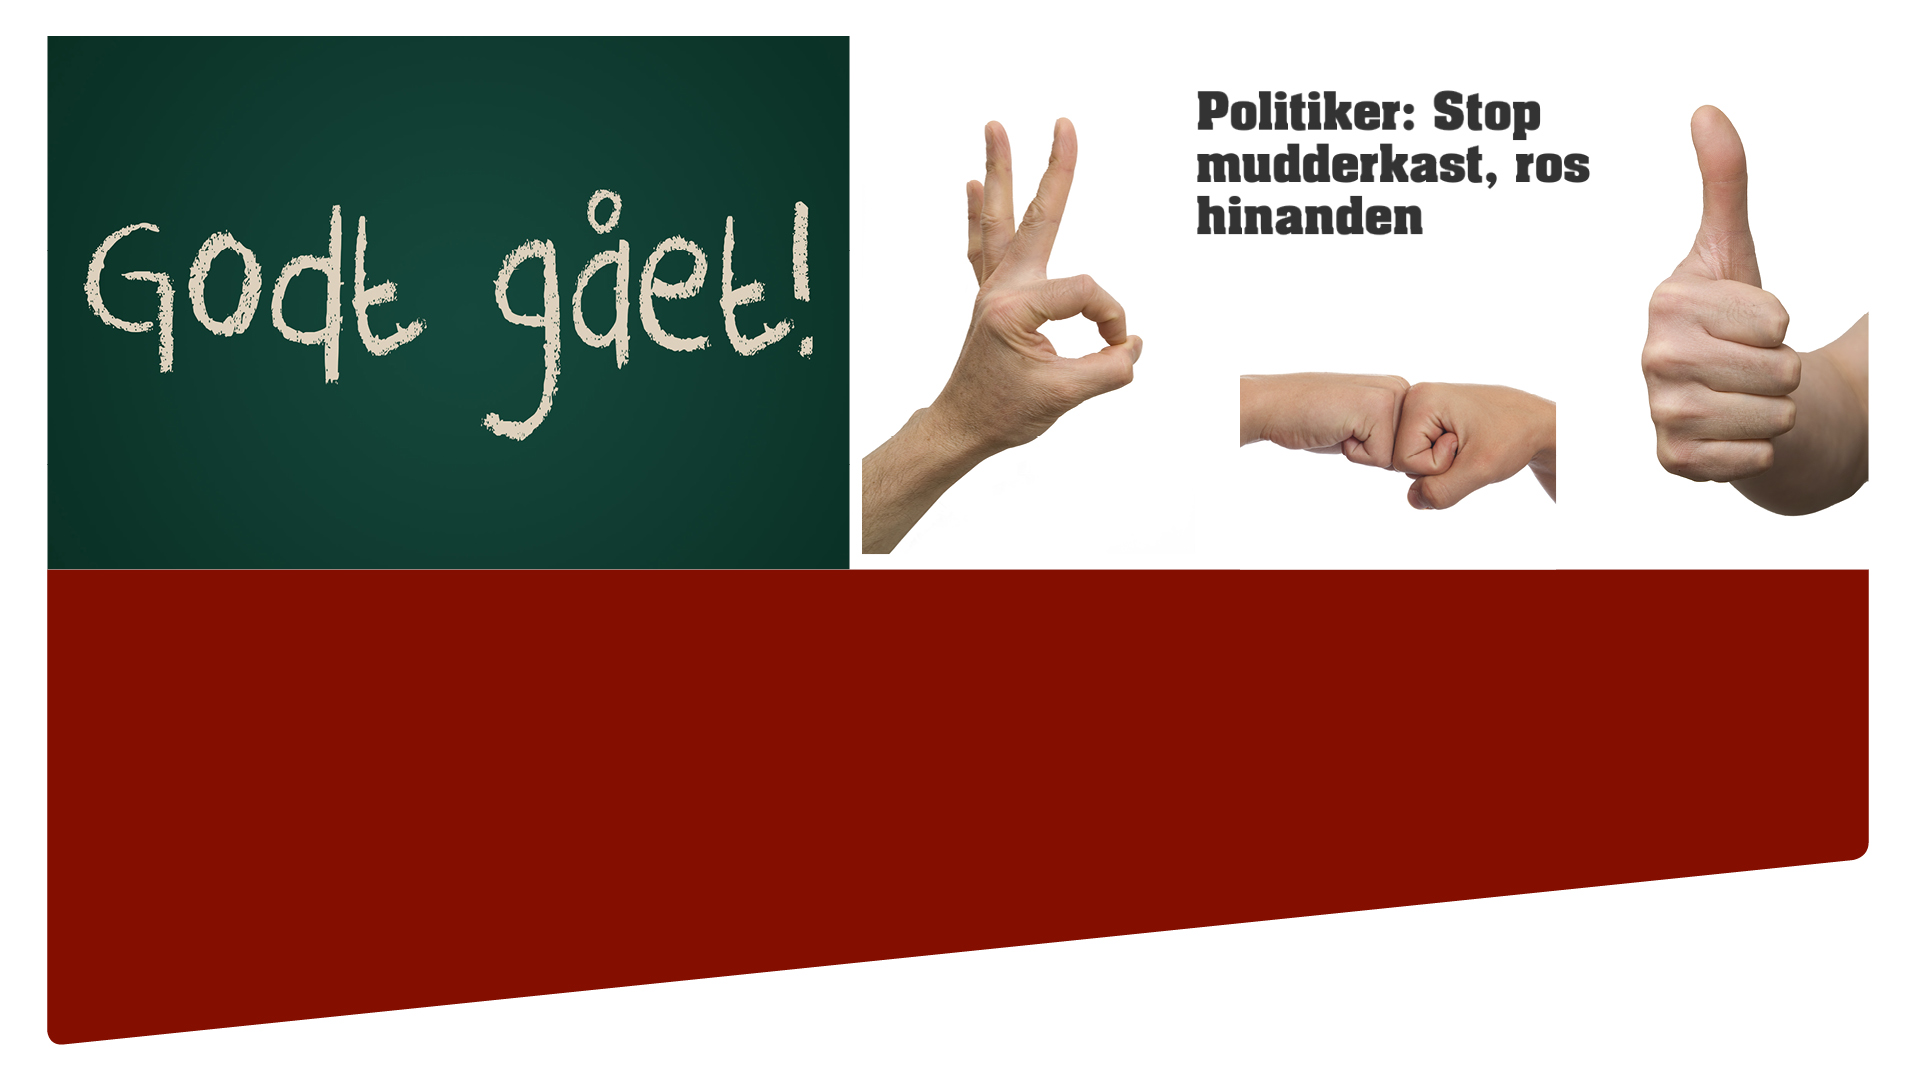 Godt gået!
Politiker: Stop
mudderkast, ros
hinanden